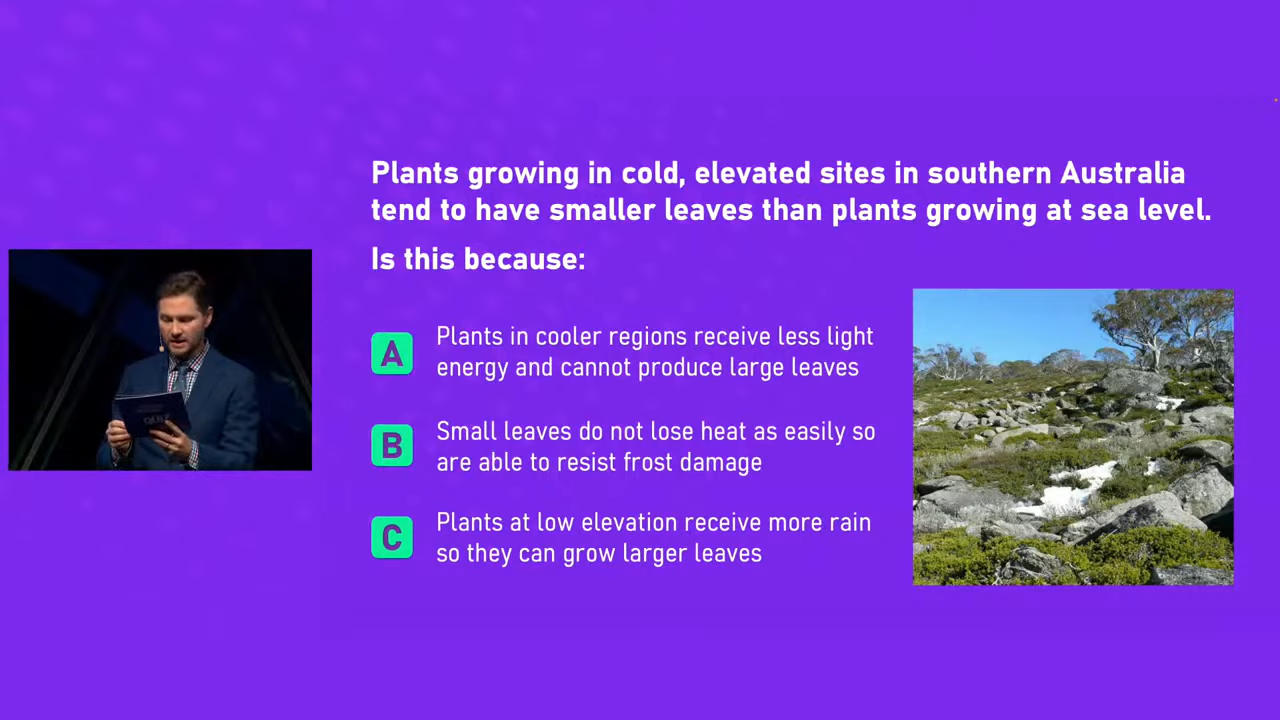 Plants growing in cold, elevated sites in southern Australia
tend to have smaller leaves than plants growing at sea level.
Is this because:
A
Plants in cooler regions receive less light
energy and cannot produce large leaves
B
Small leaves do not lose heat as easily so
are able to resist frost damage
C
Plants at low elevation receive more rain
so they can grow larger leaves